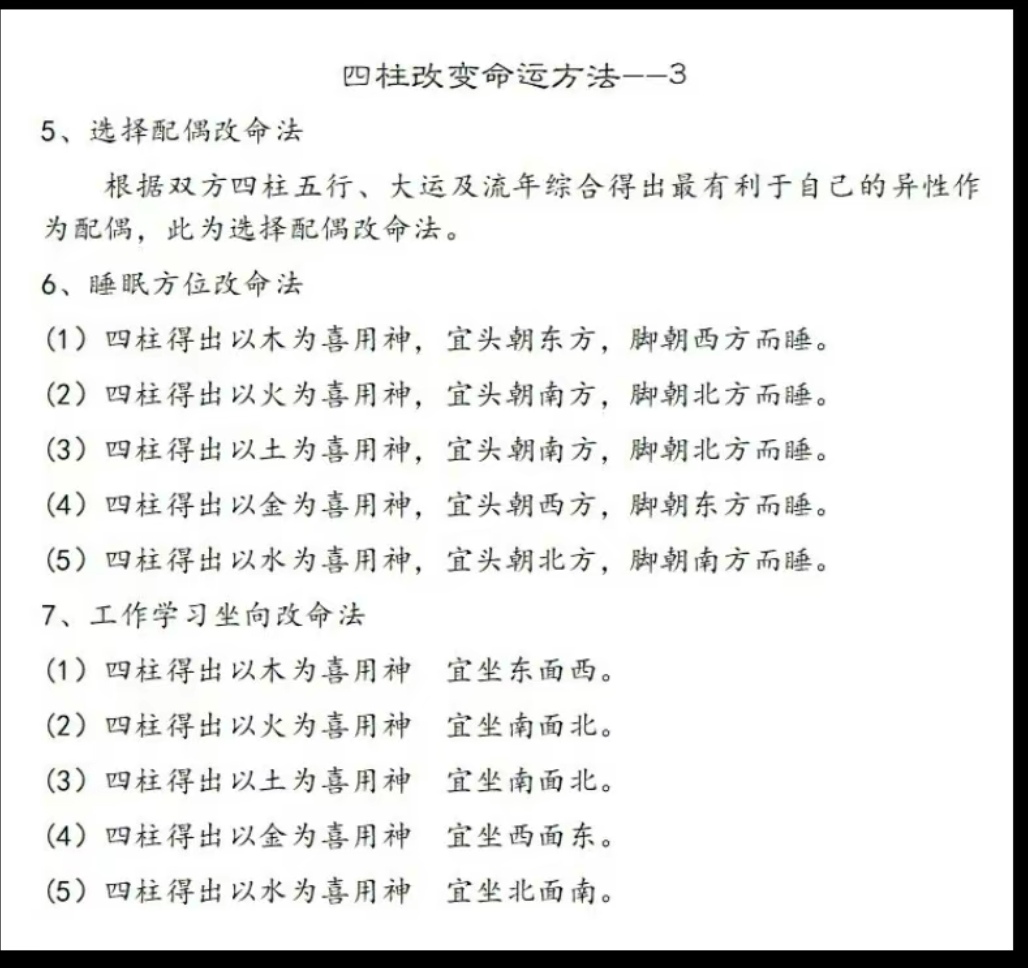 四柱改变命运方法——3
5、选择配偶改命法
根据双方四柱五行、大运及流年综合得出最有利于自己的异性作
为配偶，此为选择配偶改命法。
6、睡眠方位改命法
(1) 四柱得出以木为喜用神，宜头朝东方，脚朝西方而睡。
(2) 四柱得出以火为喜用神，宜头朝南方，脚朝北方而睡。
(3) 四柱得出以土为喜用神，宜头朝南方，脚朝北方而睡。
(4) 四柱得出以金为喜用神，宜头朝西方，脚朝东方而睡。
(5) 四柱得出以水为喜用神，宜头朝北方，脚朝南方而睡。
7、工作学习坐向改命法
(1) 四柱得出以木为喜用神 宜坐东面西。
(2) 四柱得出以火为喜用神 宜坐南面北。
(3) 四柱得出以土为喜用神 宜坐南面北。
(4) 四柱得出以金为喜用神 宜坐西面东。
(5) 四柱得出以水为喜用神 宜坐北面南。